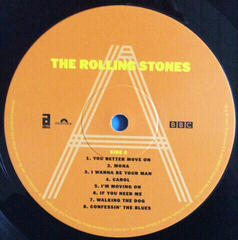 THE ROLLING STONES
BBC
SIDE C
1. YOU BETTER MOVE ON
2. MONA
3. I WANNA BE YOUR MAN
4. CAROL
5. I'M MOVING ON
6. IF YOU NEED ME
7. WALKING THE DOG
8. CONFESSIN' THE BLUES